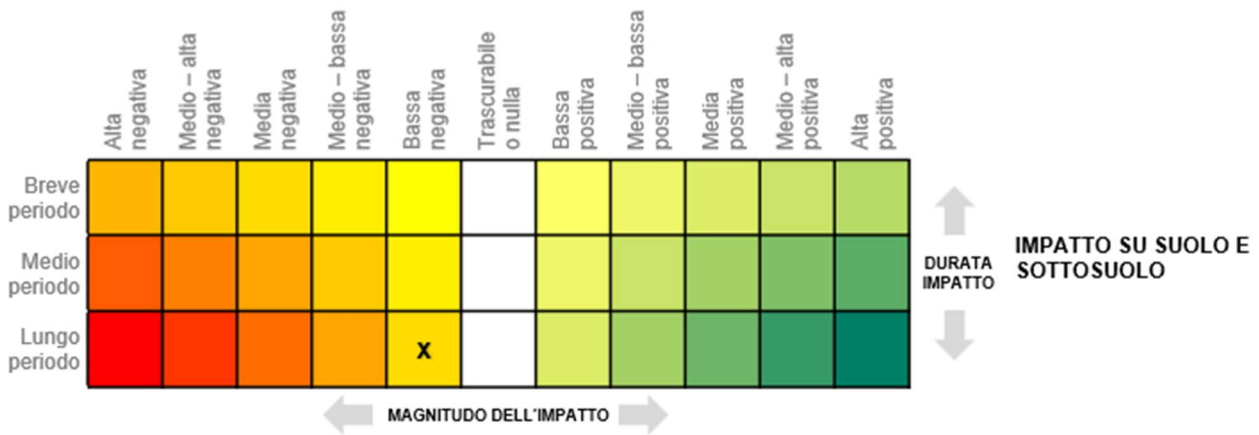 Alta
negativa
Medio – alta
negativa
Media
negativa
Medio – bassa
negativa
Bassa
negativa
Trascurabile
o nulla
Bassa
positiva
Medio – bassa
positiva
Media
positiva
Medio – alta
positiva
Alta
positiva
Breve
periodo
Medio
periodo
Lungo
periodo
X
DURATA
IMPATTO
IMPATTO SU SUOLO E
SOTTOSUOLO
MAGNITUDO DELL'IMPATTO